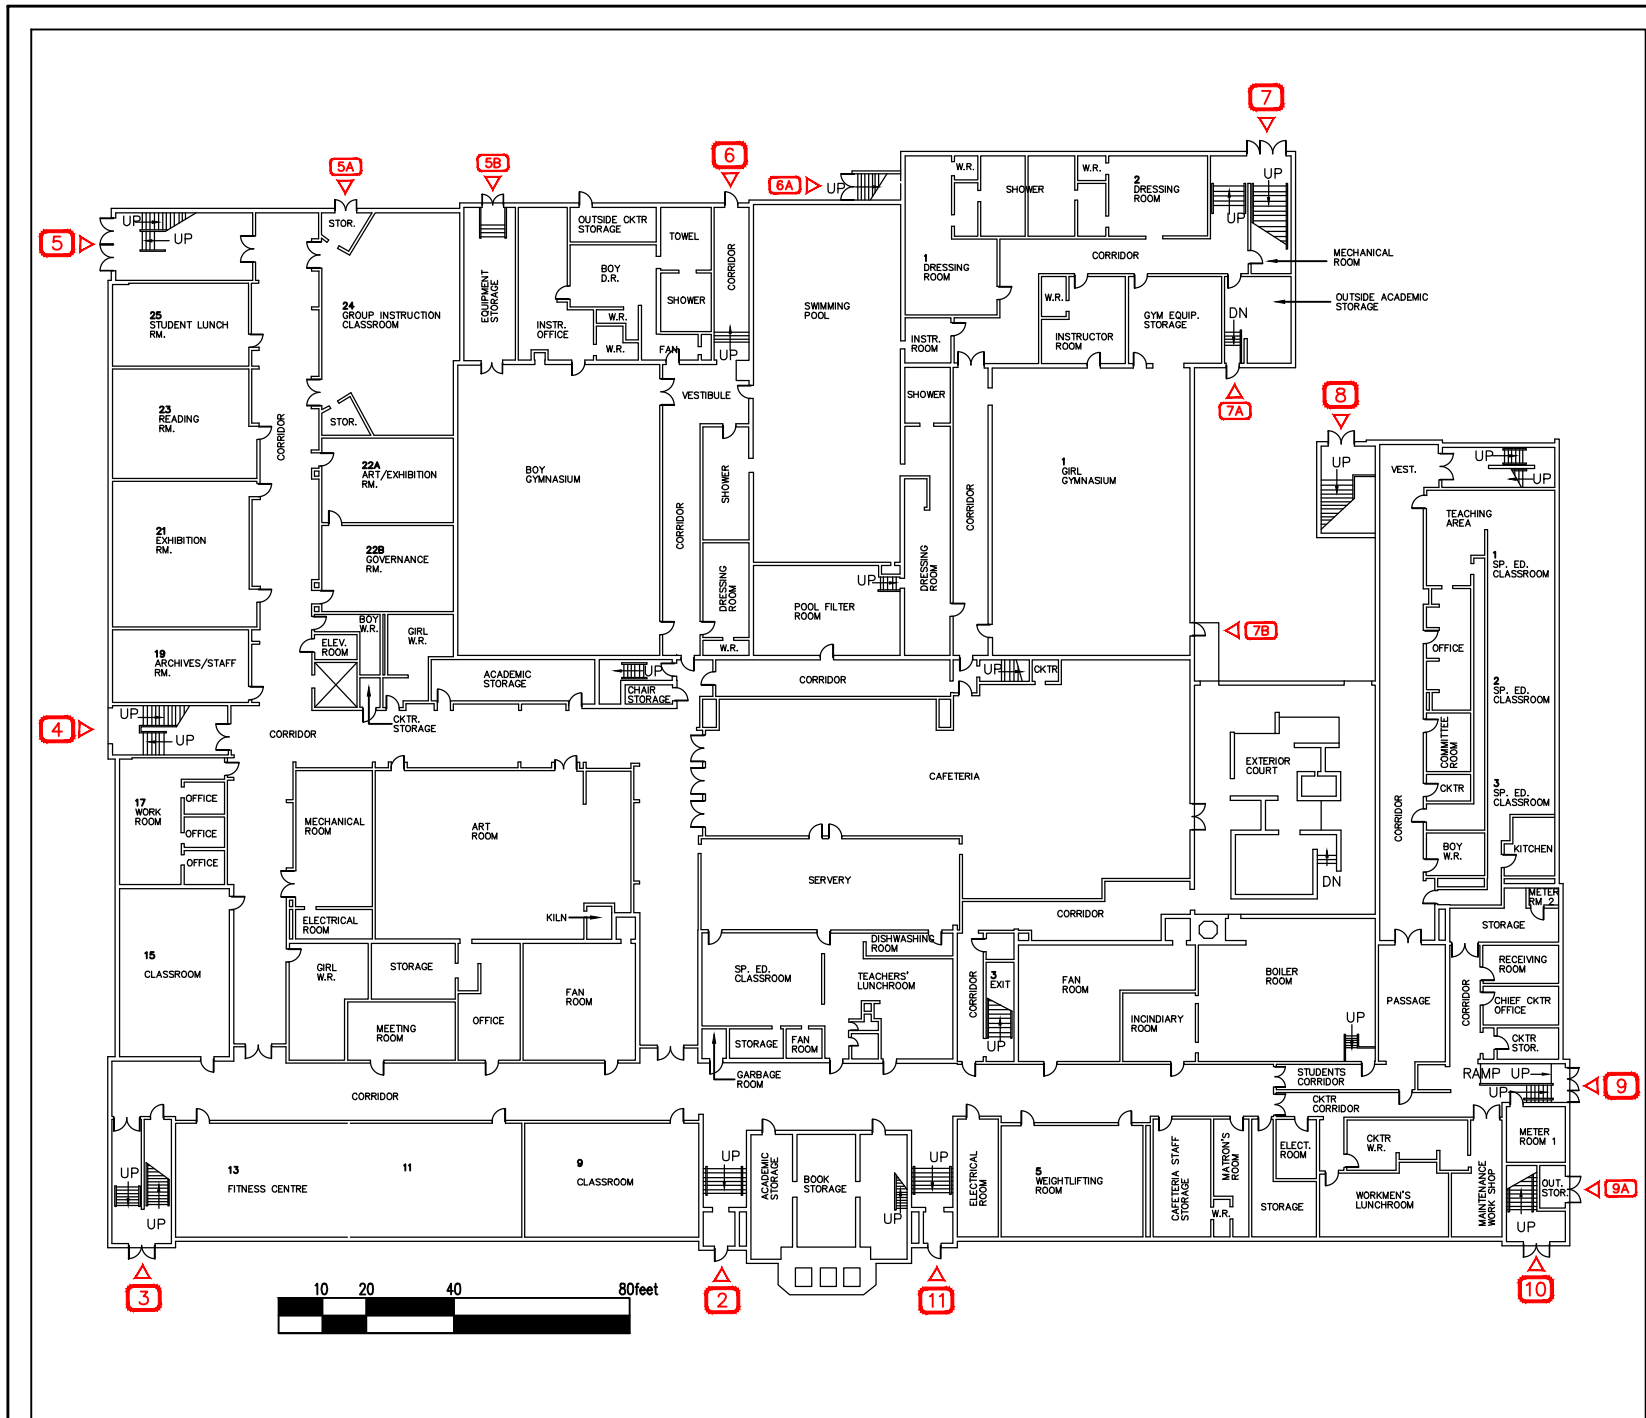 7
6
5A
5B
6A
UP
W.R.
W.R.
2
DRESSING
ROOM
SHOWER
UP
UP
5
UP
UP
STOR.
OUTSIDE CKTR
STORAGE
TOWEL
CORRIDOR
CORRIDOR
MECHANICAL
ROOM
BOY
D.R.
1
DRESSING
ROOM
EQUIPMENT
STORAGE
SHOWER
SWIMMING
POOL
W.R.
OUTSIDE ACADEMIC
STORAGE
25
STUDENT LUNCH
RM.
24
GROUP INSTRUCTION
CLASSROOM
INSTR.
OFFICE
W.R.
W.R.
FAN
UP
INSTR.
ROOM
INSTRUCTOR
ROOM
GYM EQUIP.
STORAGE
DN
7A
8
23
READING
RM.
CORRIDOR
STOR.
VESTIBULE
SHOWER
22A
ART/EXHIBITION
RM.
BOY
GYMNASIUM
SHOWER
1
GIRL
GYMNASIUM
UP
VEST.
UP
UP
21
EXHIBITION
RM.
22B
GOVERNANCE
RM.
CORRIDOR
CORRIDOR
TEACHING
AREA
1
SP. ED.
CLASSROOM
DRESSING
ROOM
POOL FILTER
ROOM
UP
DRESSING
ROOM
BOY
W.R.
GIRL
W.R.
ELEV.
ROOM
W.R.
7B
OFFICE
19
ARCHIVES/STAFF
RM.
ACADEMIC
STORAGE
UP
CHAIR
STORAGE
CORRIDOR
UP
CKTR
2
SP. ED.
CLASSROOM
4
UP
UP
CORRIDOR
CKTR.
STORAGE
COMMITTEE
ROOM
EXTERIOR
COURT
CAFETERIA
17
WORK
ROOM
OFFICE
OFFICE
OFFICE
MECHANICAL
ROOM
ART
ROOM
CKTR
3
SP. ED.
CLASSROOM
CORRIDOR
BOY
W.R.
KITCHEN
SERVERY
DN
KILN
ELECTRICAL
ROOM
CORRIDOR
METER
RM 2
STORAGE
DISHWASHING
ROOM
15
CLASSROOM
GIRL
W.R.
STORAGE
SP. ED.
CLASSROOM
TEACHERS'
LUNCHROOM
3
EXIT
FAN
ROOM
BOILER
ROOM
RECEIVING
ROOM
FAN
ROOM
CORRIDOR
PASSAGE
CORRIDOR
CHIEF CKTR
OFFICE
MEETING
ROOM
OFFICE
INCINDIARY
ROOM
UP
STORAGE
FAN
ROOM
UP
CKTR
STOR.
GARBAGE
ROOM
STUDENTS
CORRIDOR
RAMP UP
UP
9
CORRIDOR
CKTR
CORRIDOR
UP
UP
13
FITNESS CENTRE
11
9
CLASSROOM
UP
ACADEMIC
STORAGE
BOOK
STORAGE
UP
UP
ELECTRICAL
ROOM
5
WEIGHTLIFTING
ROOM
CAFETERIA STAFF
STORAGE
MATRON'S
ROOM
W.R.
ELECT.
ROOM
STORAGE
CKTR
W.R.
WORKMEN'S
LUNCHROOM
MAINTENANCE
WORK SHOP
METER
ROOM 1
OUT.
STOR.
9A
UP
3
10 20 40 80feet
2
11
10